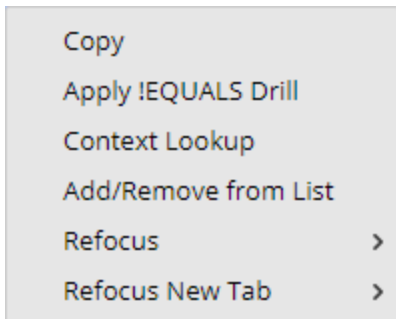 Copy
Apply !EQUALS Drill
Context Lookup
Add/Remove from List
Refocus
Refocus New Tab